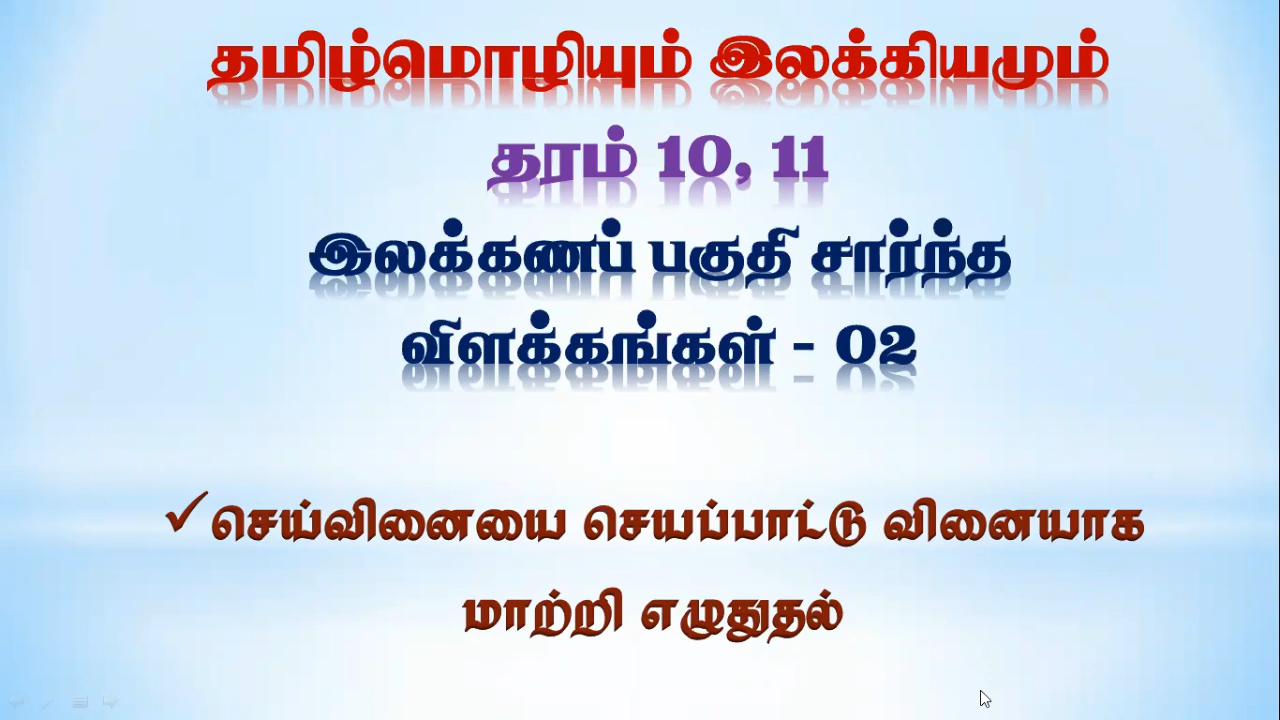 தமிழ்மொழியும் இலக்கியமும்
தரம் 10, 11
இலக்கணப் பகுதி சார்ந்த
விளக்கங்கள் - 02
✓செய்வினையை செயப்பாட்டு வினையாக
மாற்றி எழுதுதல்